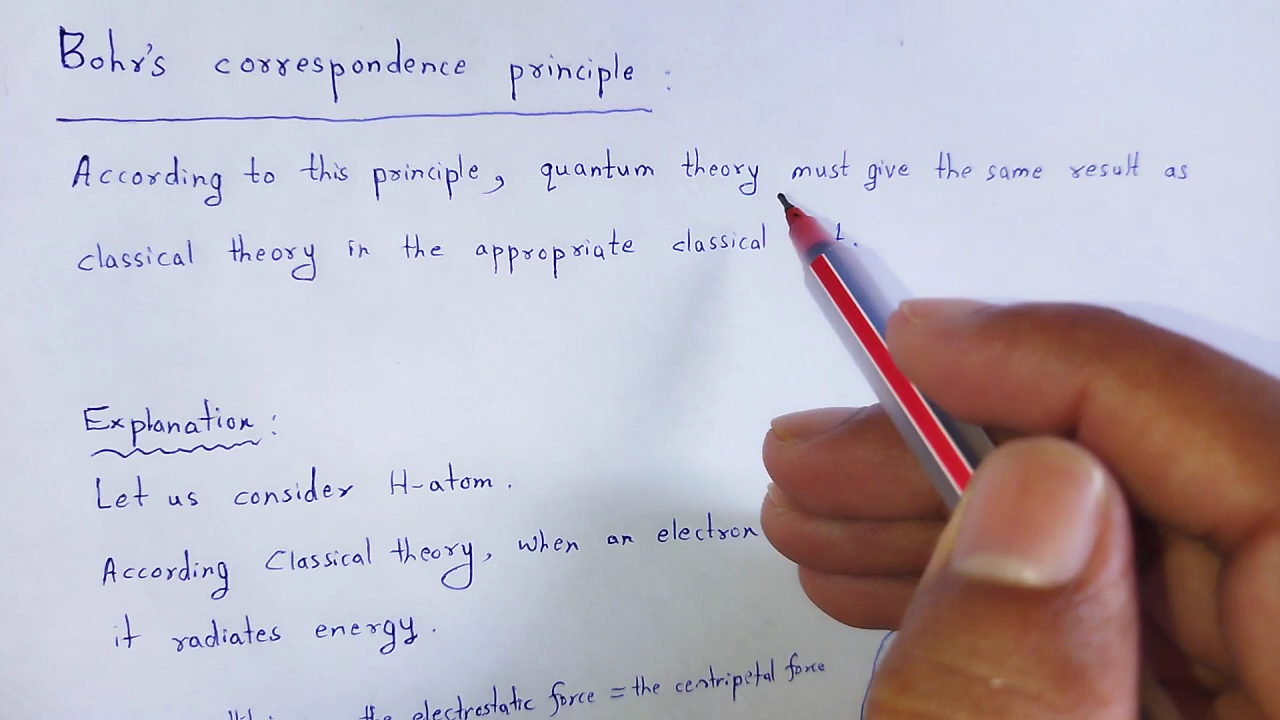 Bohr's correspondence principle :
According to this principle, quantum theory must give the same result as
classical theory in the appropriate classical
Explanation :
Let us consider H-atom.
According Classical theory, when an electron
it radiates energy.
the electrostatic force = the centripetal force